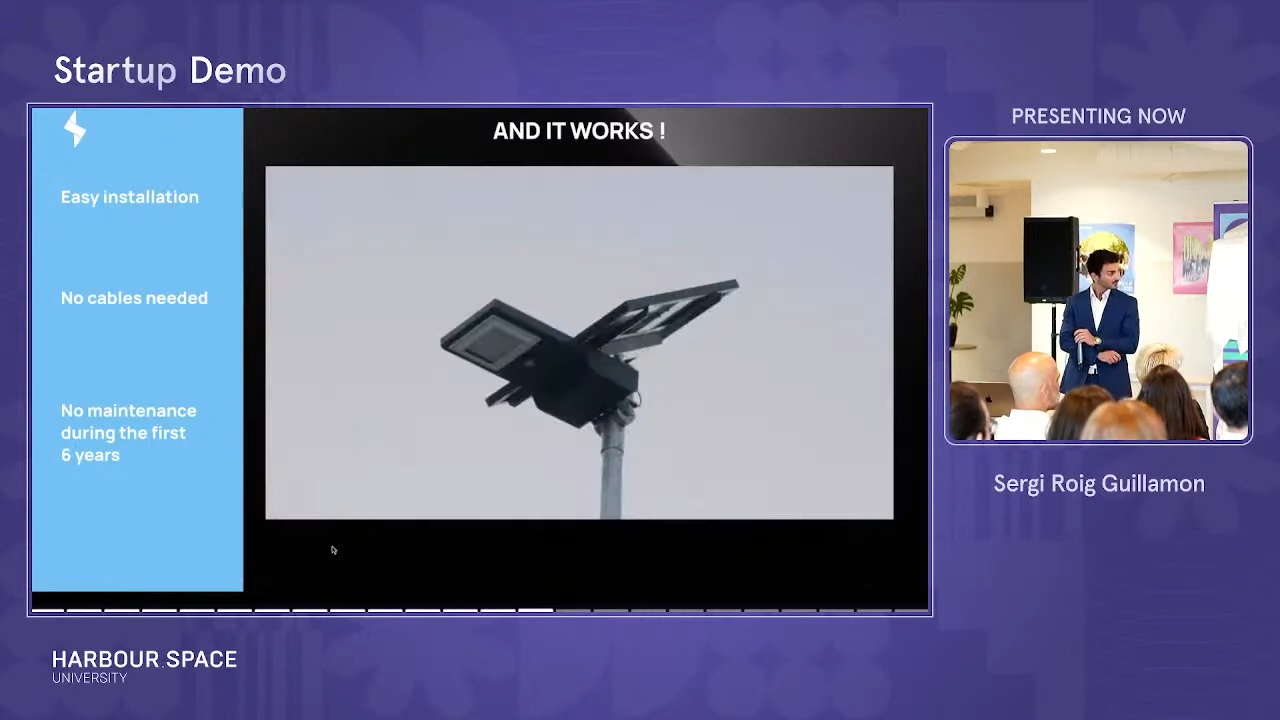 Startup Demo
AND IT WORKS !
Easy installation
No cables needed
No maintenance
during the first
6 years
PRESENTING NOW
Sergi Roig Guillamon
HARBOUR.SPACE
UNIVERSITY